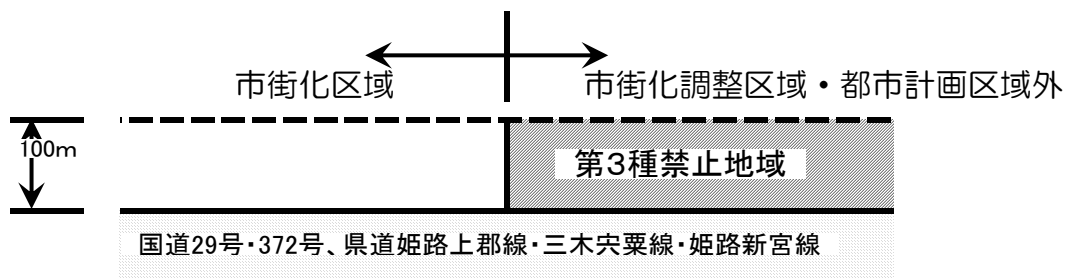 市街化区域
市街化調整区域・都市計画区域外
100m
第3種禁止地域
国道29号・372号、県道姫路上郡線・三木宍粟線・姫路新宮線